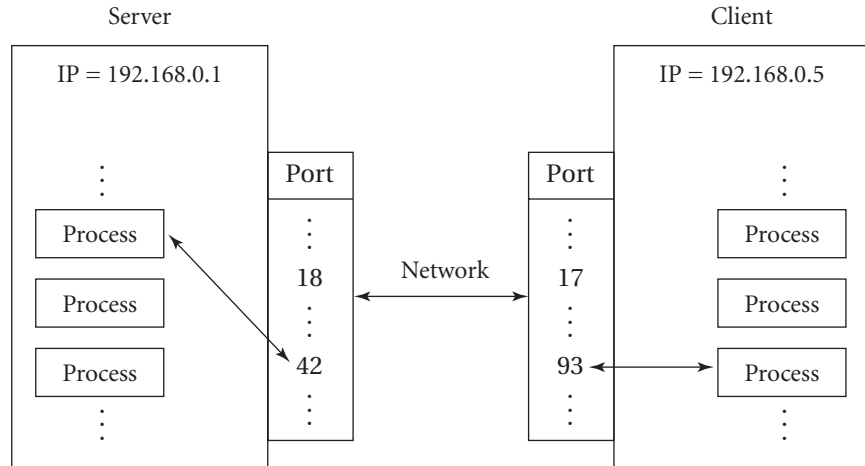 Server
Client
IP = 192.168.0.1
IP = 192.168.0.5
Port
Port
Process
Process
Network
18
17
Process
Process
42
93
Process
Process